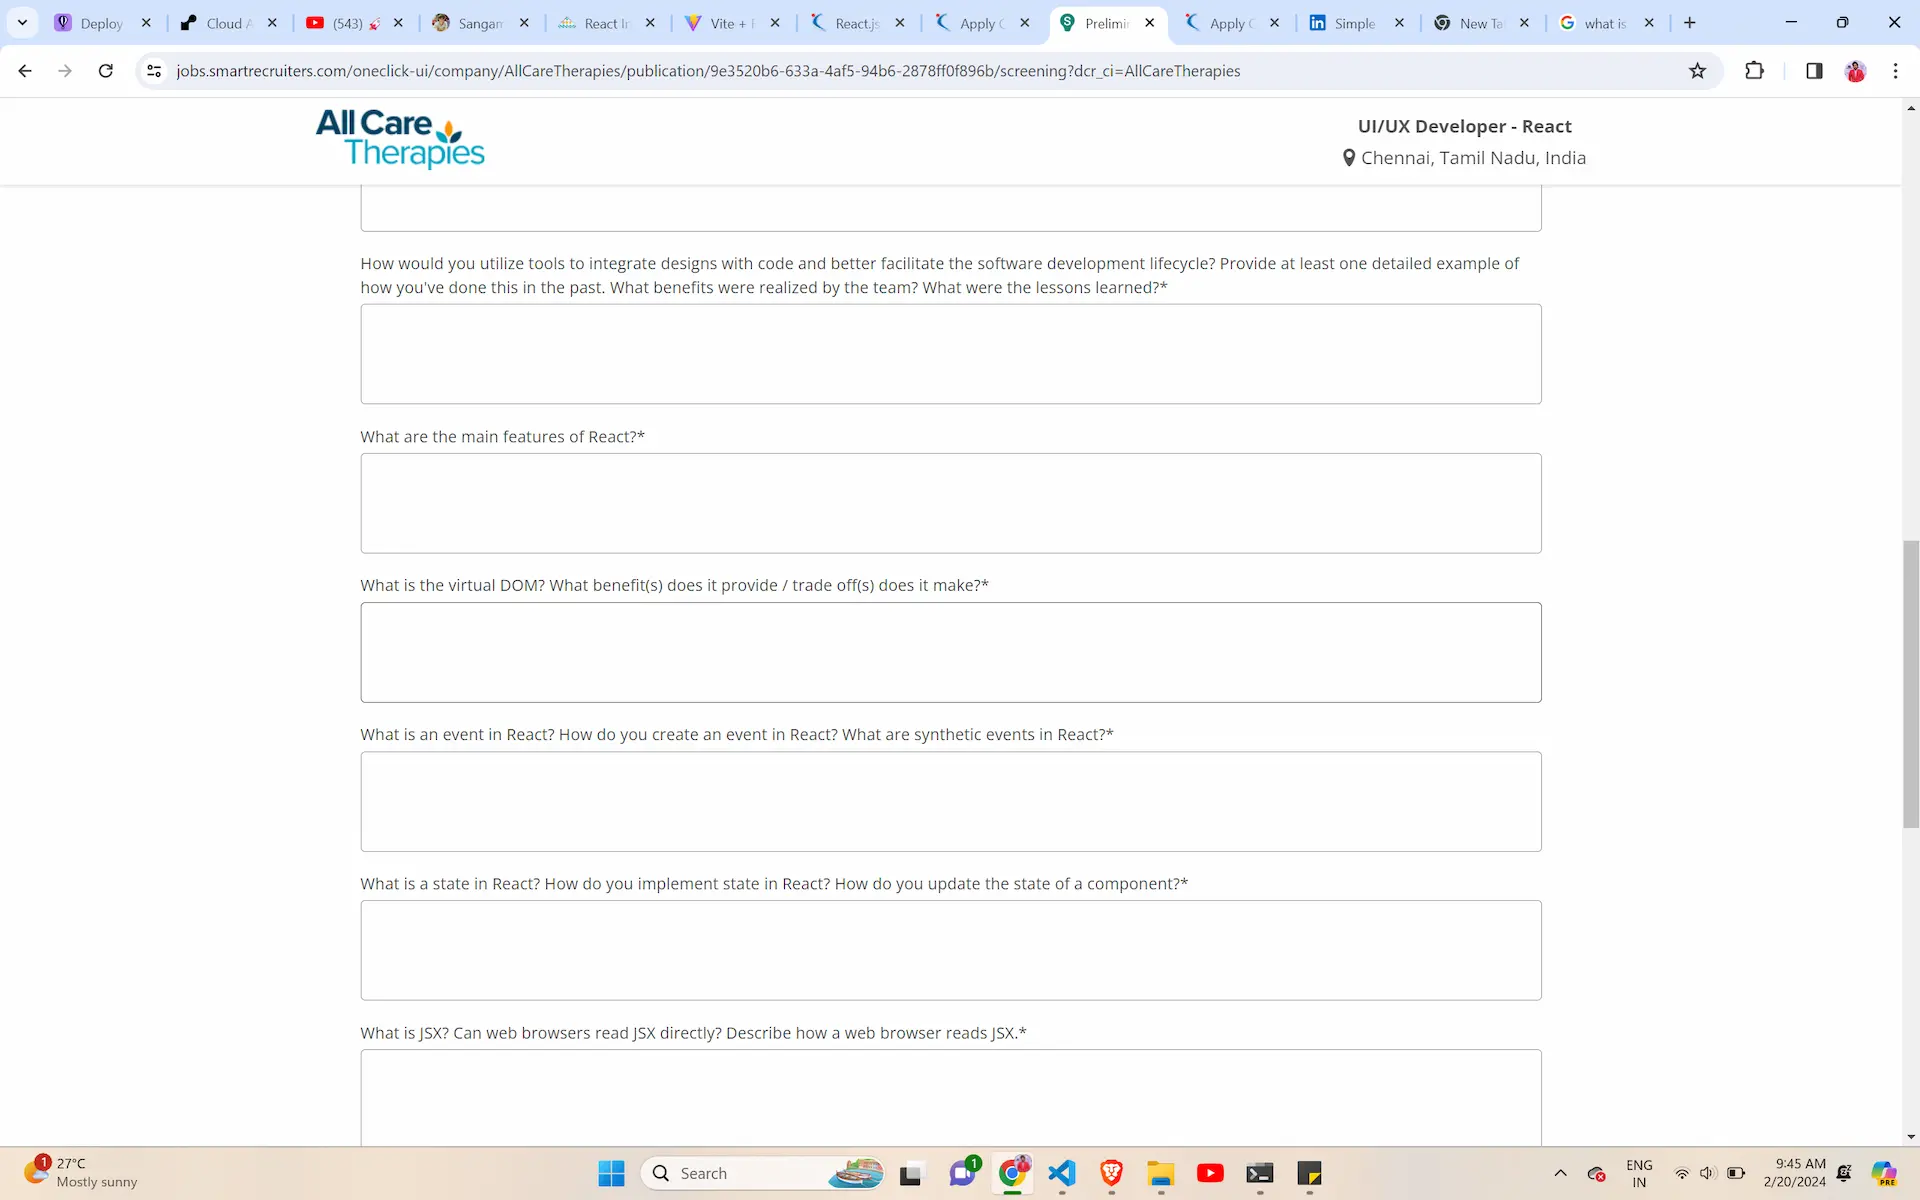 Deploy
Cloud A
(543) 🚀
Sangam
React In
Vite +
React.js
Apply C
Prelimi
Apply C
Simple
New Ta
what is
jobs.smartrecruiters.com/oneclick-ui/company/AllCareTherapies/publication/9e3520b6-633a-4af5-94b6-2878ff0f896b/screening?dcr_ci=AllCareTherapies
All Care
Therapies
UI/UX Developer - React
Chennai, Tamil Nadu, India
How would you utilize tools to integrate designs with code and better facilitate the software development lifecycle? Provide at least one detailed example of
how you've done this in the past. What benefits were realized by the team? What were the lessons learned?*
What are the main features of React?*
What is the virtual DOM? What benefit(s) does it provide / trade off(s) does it make?*
What is an event in React? How do you create an event in React? What are synthetic events in React?*
What is a state in React? How do you implement state in React? How do you update the state of a component?*
What is JSX? Can web browsers read JSX directly? Describe how a web browser reads JSX.*
1
27°C
Mostly sunny
Search
1
ENG
IN
9:45 AM
2/20/2024
PRE